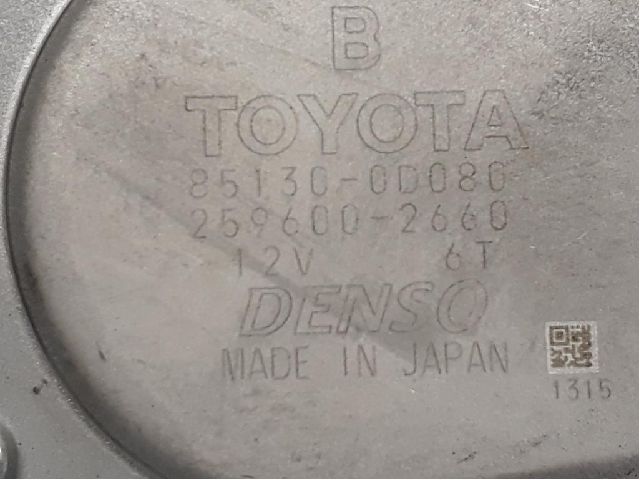 B
TOYOTA
85130-0D080
259600-2660
12V 6T
DENSO
MADE IN JAPAN
1315